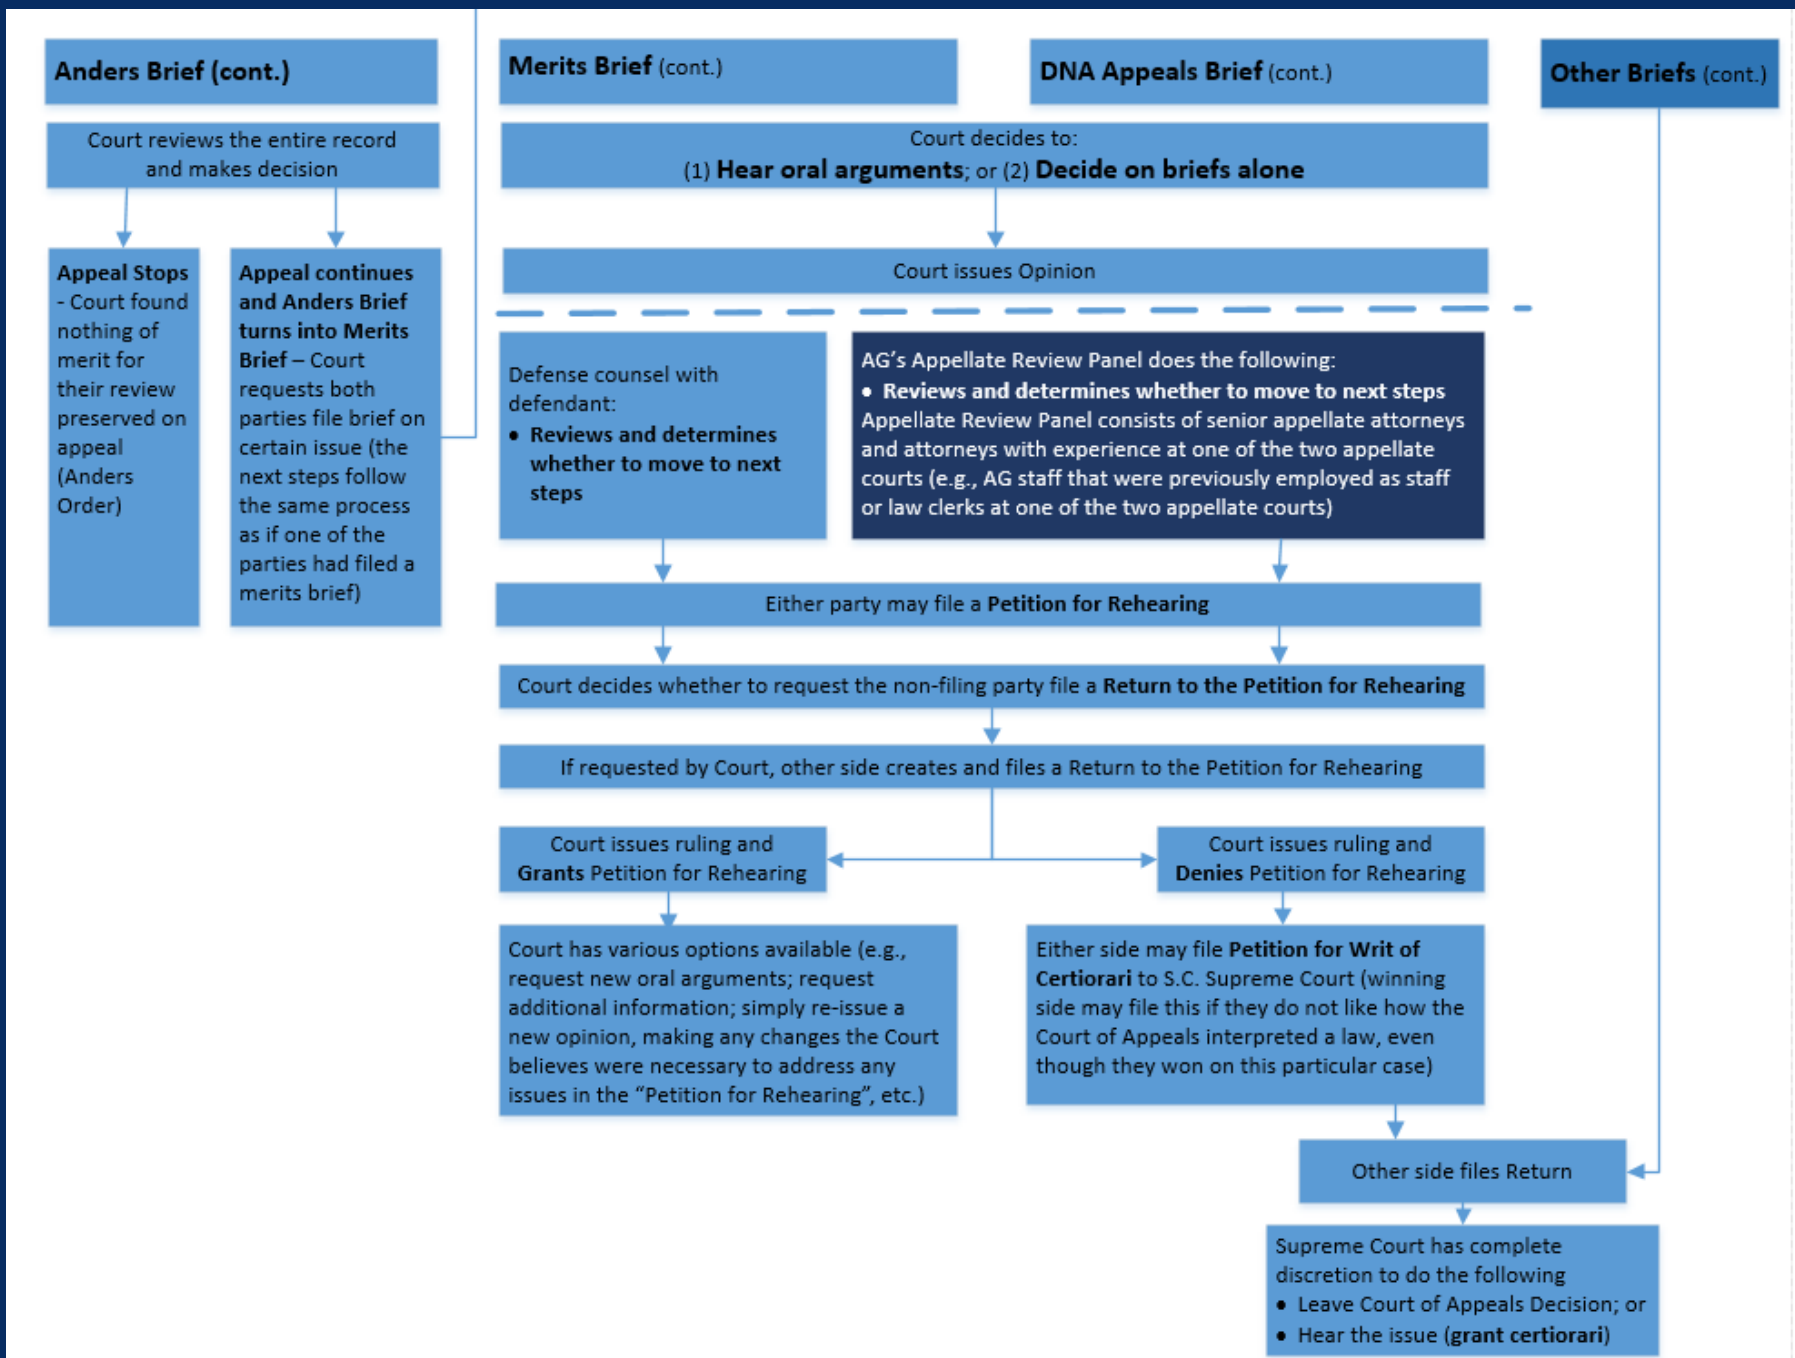 Anders Brief (cont.)
Merits Brief (cont.)
DNA Appeals Brief (cont.)
Other Briefs (cont.)
Court reviews the entire record
and makes decision
Court decides to:
(1) Hear oral arguments; or (2) Decide on briefs alone
Appeal Stops
- Court found
nothing of
merit for
their review
preserved on
appeal
(Anders
Order)
Appeal continues
and Anders Brief
turns into Merits
Brief – Court
requests both
parties file brief on
certain issue (the
next steps follow
the same process
as if one of the
parties had filed a
merits brief)
Court issues Opinion
Defense counsel with
defendant:
• Reviews and determines
whether to move to next
steps
AG's Appellate Review Panel does the following:
• Reviews and determines whether to move to next steps
Appellate Review Panel consists of senior appellate attorneys
and attorneys with experience at one of the two appellate
courts (e.g., AG staff that were previously employed as staff
or law clerks at one of the two appellate courts)
Either party may file a Petition for Rehearing
Court decides whether to request the non-filing party file a Return to the Petition for Rehearing
If requested by Court, other side creates and files a Return to the Petition for Rehearing
Court issues ruling and
Grants Petition for Rehearing
Court issues ruling and
Denies Petition for Rehearing
Court has various options available (e.g.,
request new oral arguments; request
additional information; simply re-issue a
new opinion, making any changes the Court
believes were necessary to address any
issues in the "Petition for Rehearing", etc.)
Either side may file Petition for Writ of
Certiorari to S.C. Supreme Court (winning
side may file this if they do not like how the
Court of Appeals interpreted a law, even
though they won on this particular case)
Other side files Return
Supreme Court has complete
discretion to do the following
• Leave Court of Appeals Decision; or
• Hear the issue (grant certiorari)